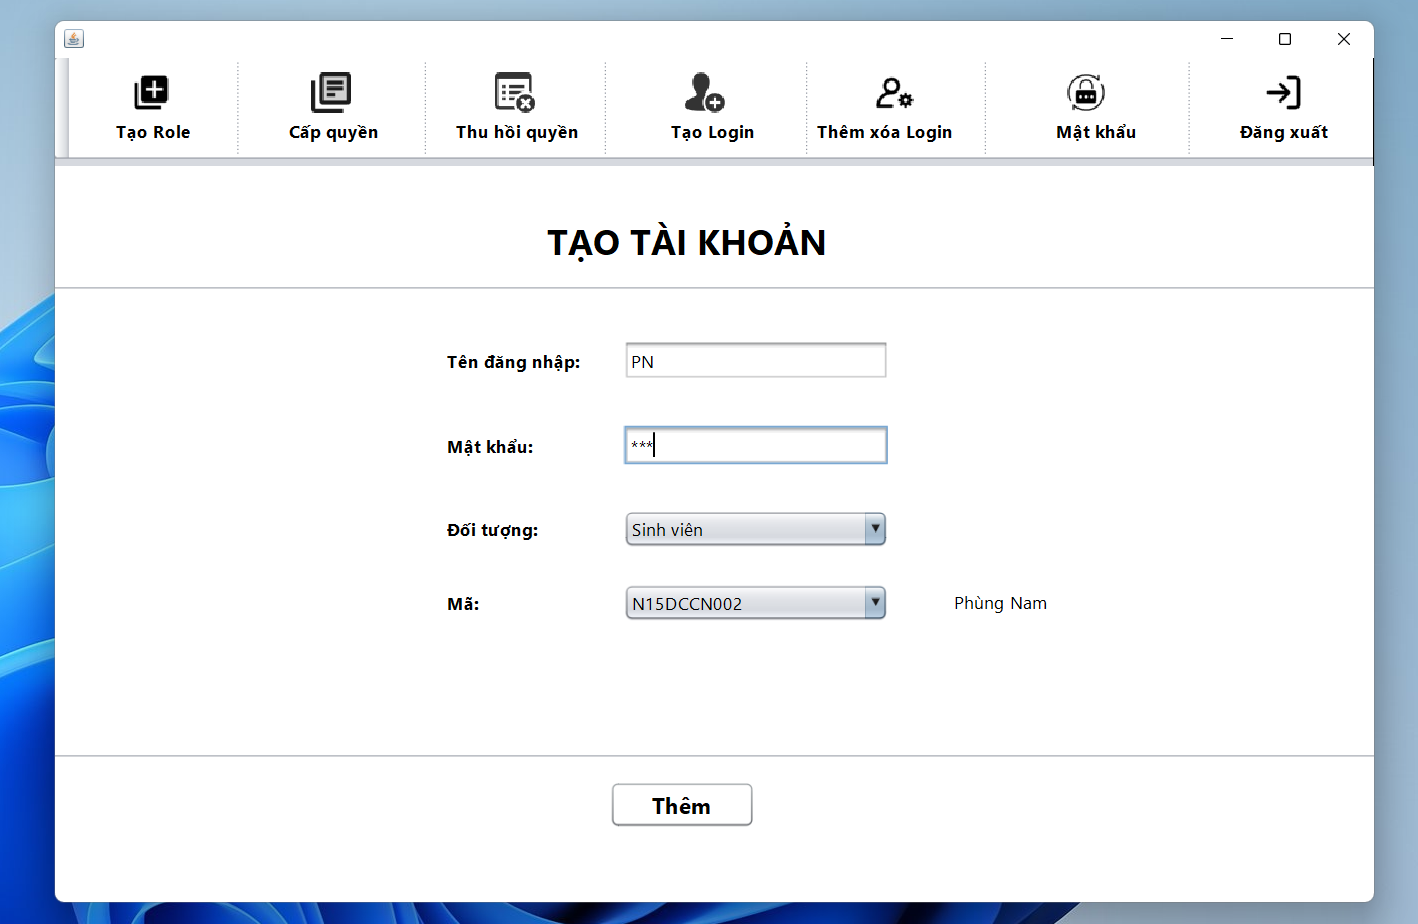 Tạo Role
Cấp quyền
Thu hồi quyền
Tạo Login
Thêm xóa Login
Mật khẩu
Đăng xuất
TẠO TÀI KHOẢN
Tên đăng nhập:
PN
Mật khẩu:
***
Đối tượng:
Sinh viên
Mã:
N15DCCN002
Phùng Nam
Thêm